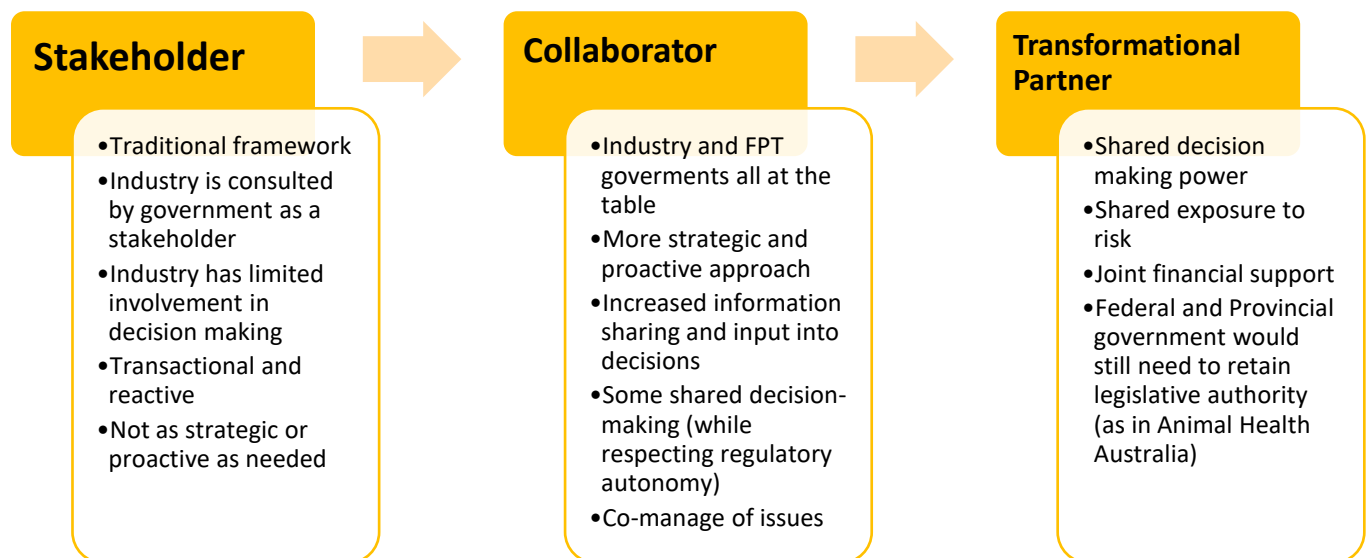 Stakeholder
•Traditional framework
•Industry is consulted
by government as a
stakeholder
•Industry has limited
involvement in
decision making
•Transactional and
reactive
•Not as strategic or
proactive as needed
Collaborator
•Industry and FPT
goverments all at the
table
•More strategic and
proactive approach
•Increased information
sharing and input into
decisions
•Some shared decision-
making (while
respecting regulatory
autonomy)
•Co-manage of issues
Transformational
Partner
•Shared decision
making power
•Shared exposure to
risk
•Joint financial support
•Federal and Provincial
government would
still need to retain
legislative authority
(as in Animal Health
Australia)